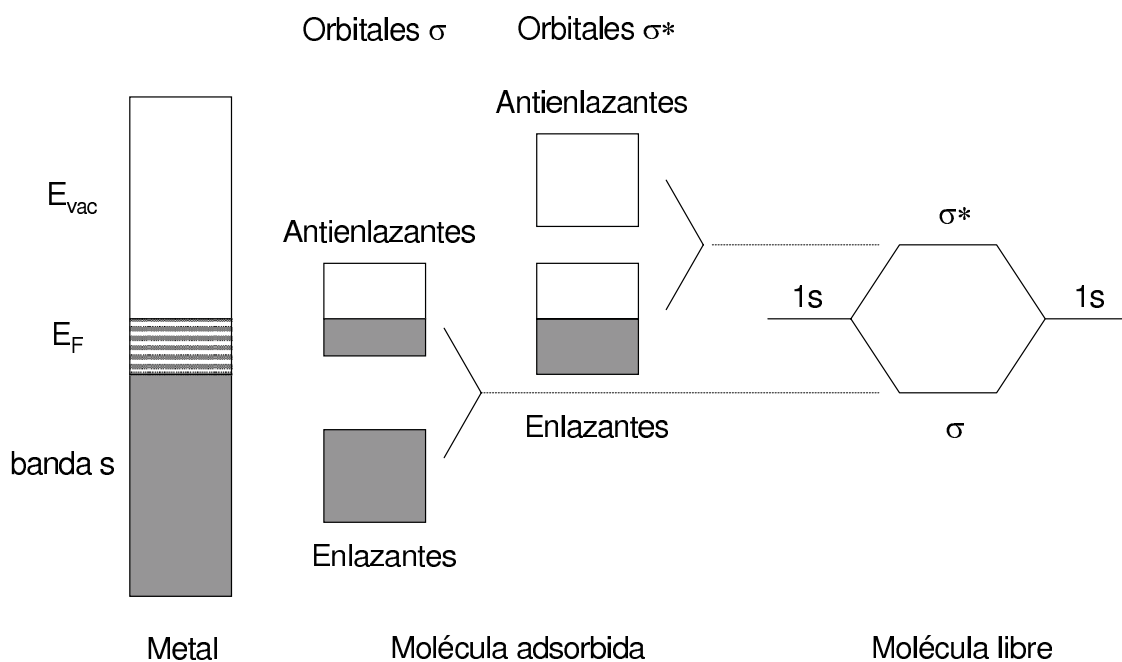 Orbitales σ
Orbitales σ*
Antienlazantes
E_vac
σ*
Antienlazantes
1s
1s
E_F
Enlazantes
σ
banda s
Enlazantes
Metal
Molécula adsorbida
Molécula libre